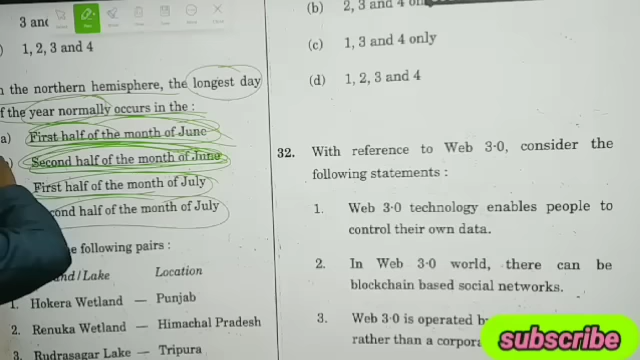 3 and
1, 2, 3 and 4
the northern hemisphere, the longest day
the year normally occurs in the :
a) First half of the month of June
) Second half of the month of June
First half of the month of July
half of the month of July
following pairs :
/Lake Location
1. Hokera Wetland — Punjab
2. Renuka Wetland — Himachal Pradesh
3. Rudrasagar Lake — Tripura
(b) 2, 3 and 4
(c) 1, 3 and 4 only
(d) 1, 2, 3 and 4
32. With reference to Web 3·0, consider the
following statements :
1. Web 3·0 technology enables people to
control their own data.
2. In Web 3·0 world, there can be
blockchain based social networks.
3. Web 3·0 is operated
rather than a
subscribe